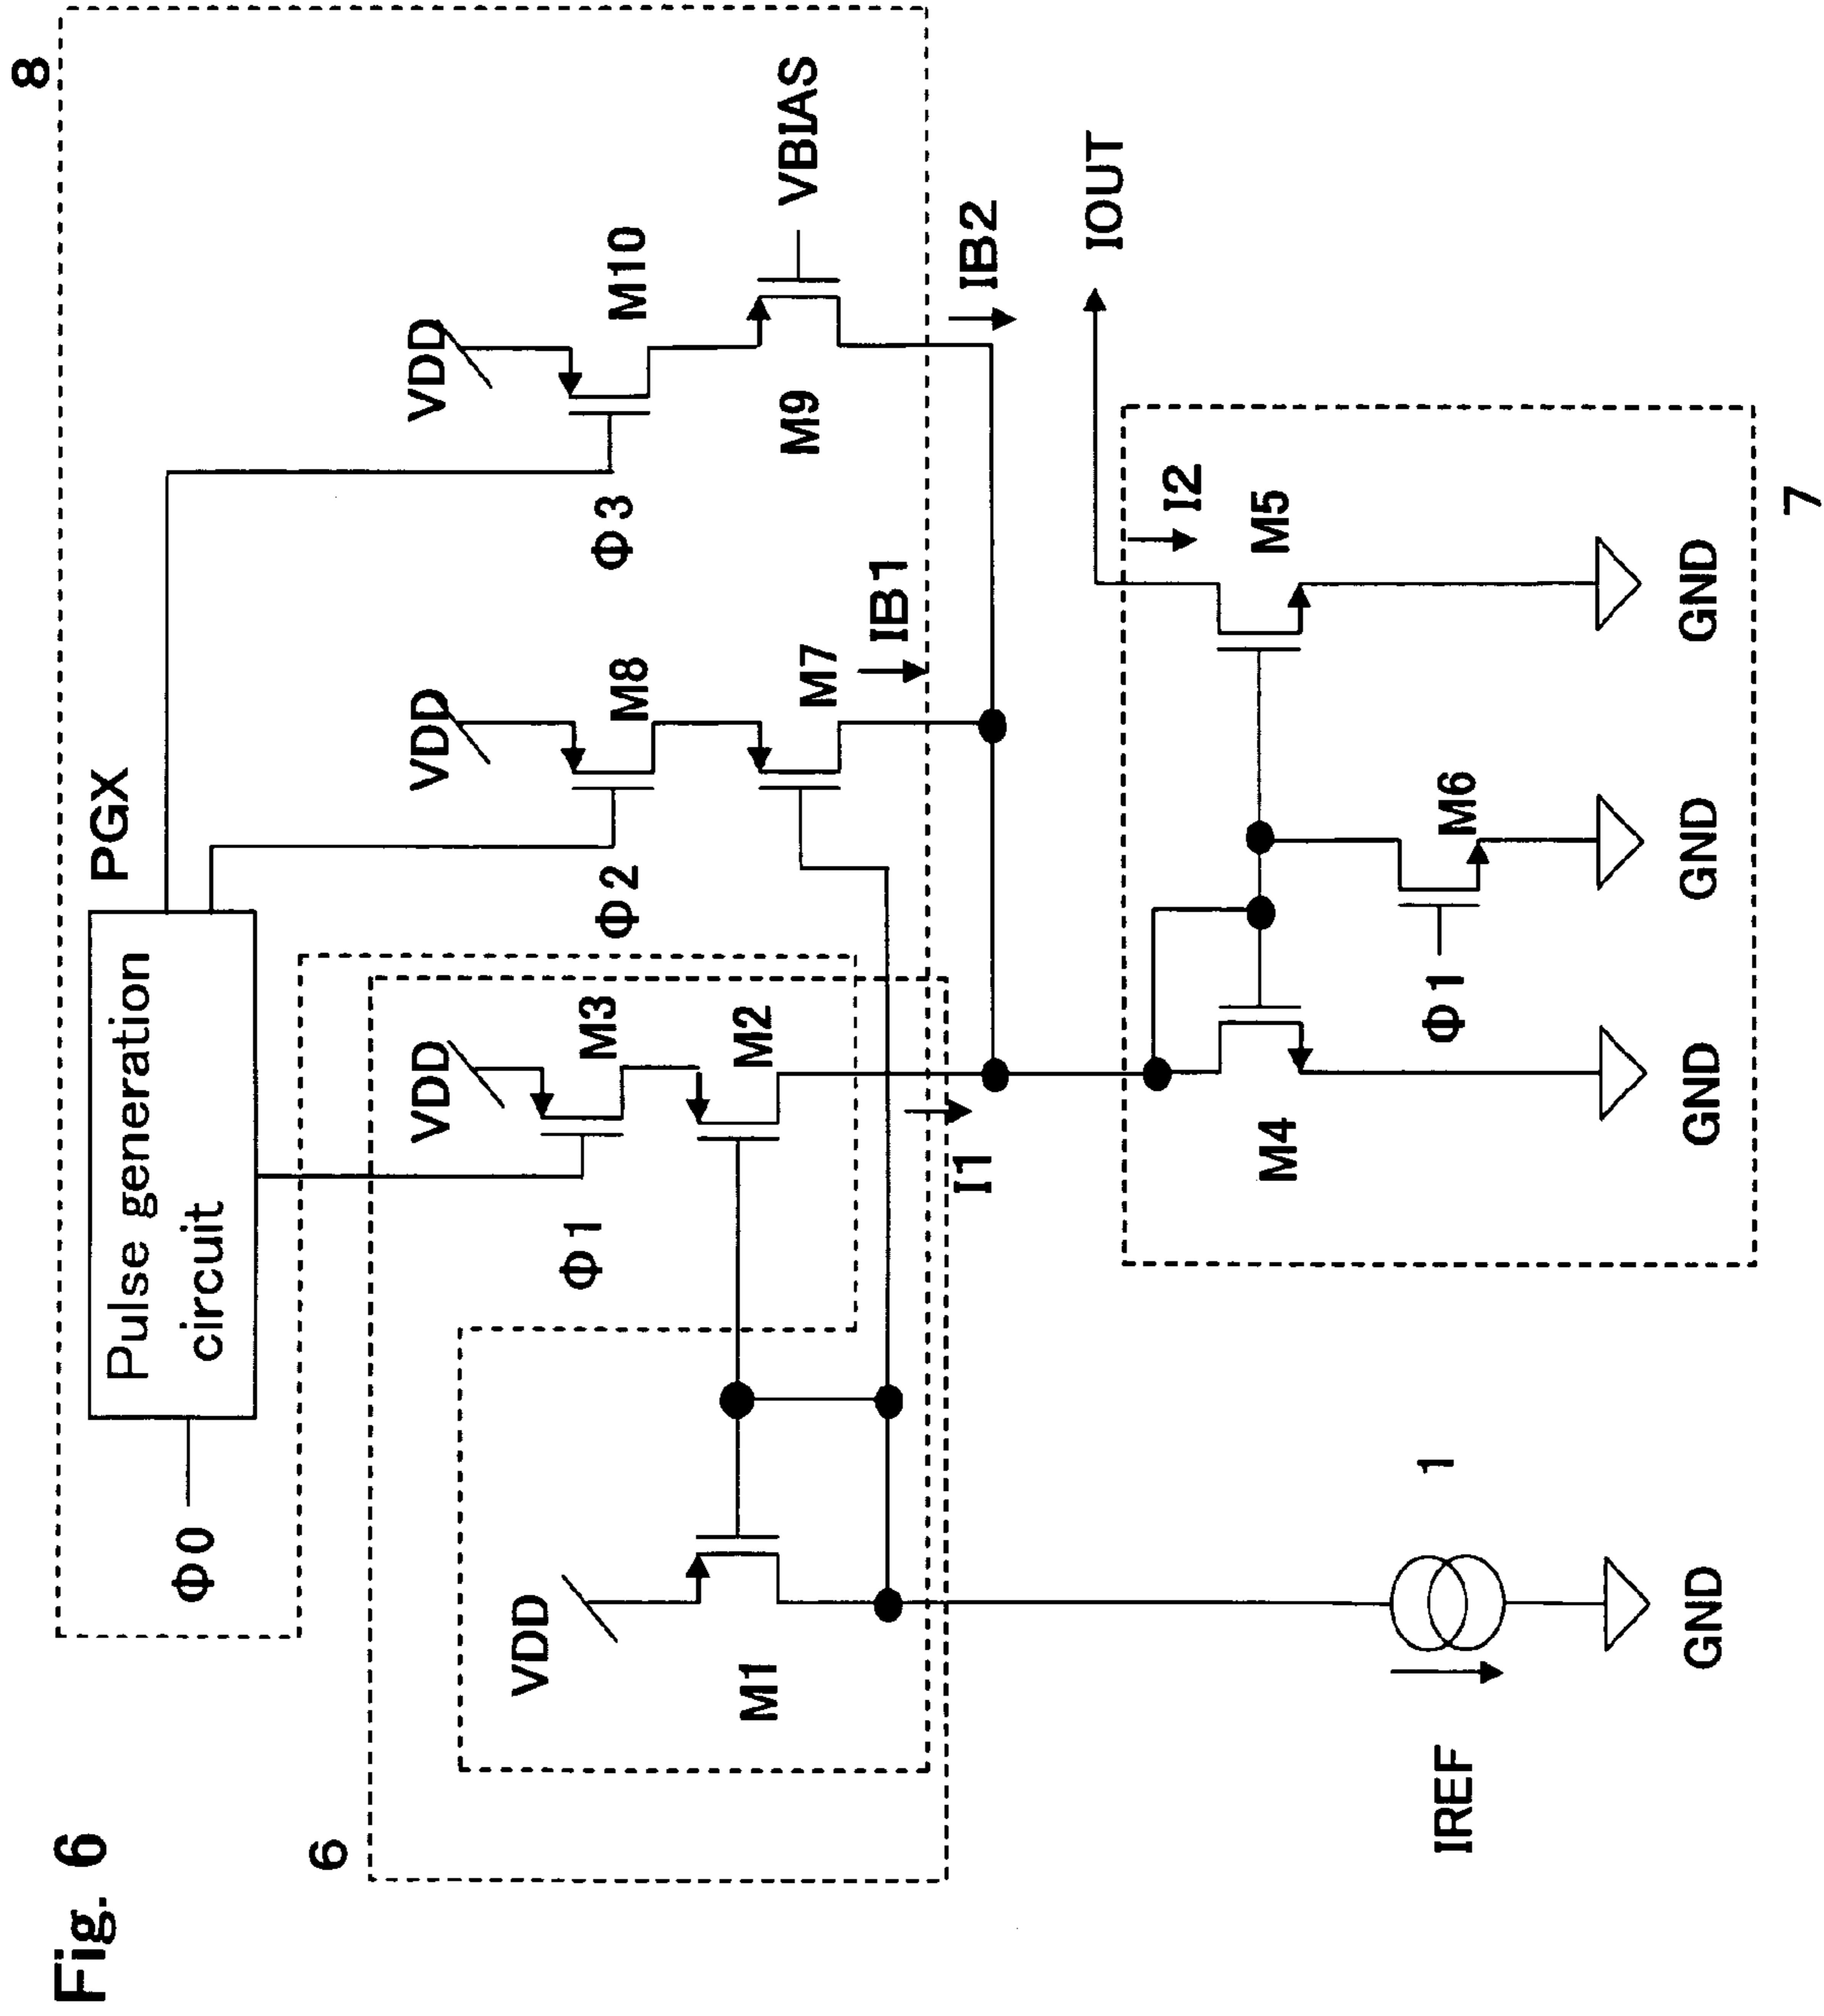 Fig. 6
8
Φ0
Pulse generation
circuit
PGX
6
VDD
M1
VDD
M3
Φ1
M2
VDD
M8
Φ2
M7
VDD
M10
Φ3
M9
VBIAS
I1
IB1
IB2
IOUT
IREF
1
GND
M4
GND
Φ1
M6
GND
I2
M5
GND
7